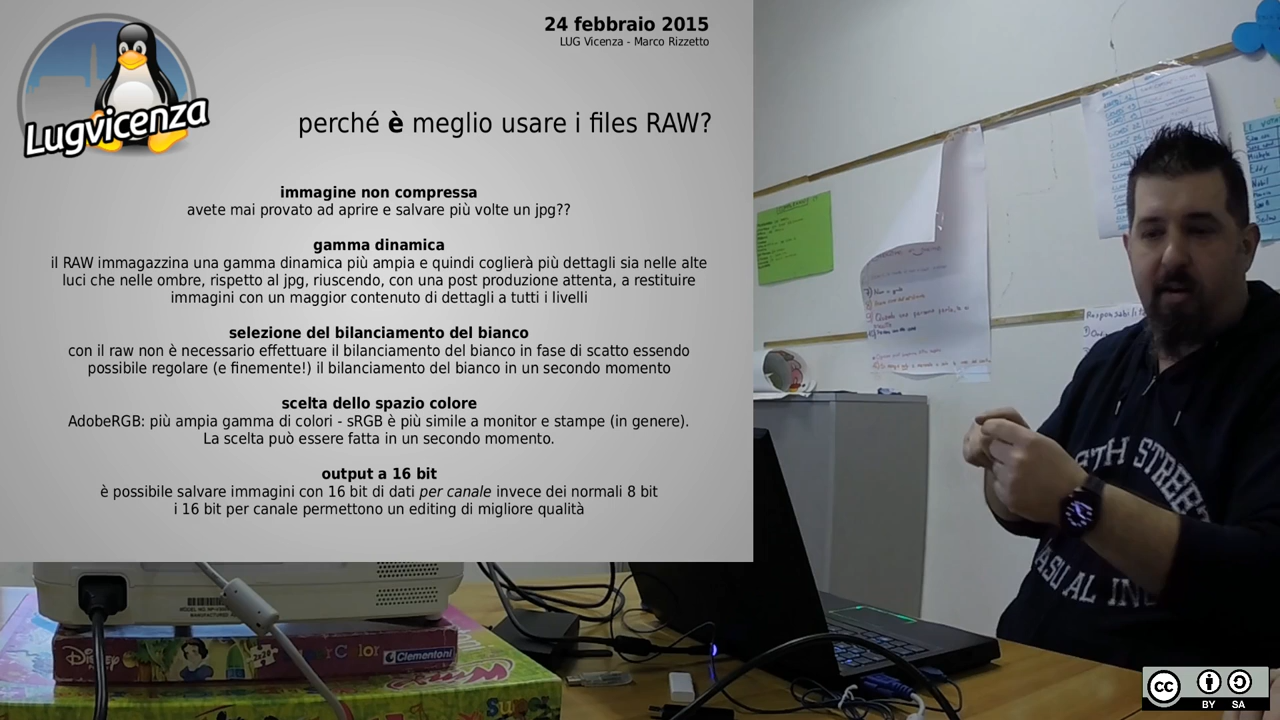 24 febbraio 2015
LUG Vicenza - Marco Rizzetto
Lugvicenza
perché è meglio usare i files RAW?
immagine non compressa
avete mai provato ad aprire e salvare più volte un jpg??
gamma dinamica
il RAW immagazzina una gamma dinamica più ampia e quindi coglierà più dettagli sia nelle alte
luci che nelle ombre, rispetto al jpg, riuscendo, con una post produzione attenta, a restituire
immagini con un maggior contenuto di dettagli a tutti i livelli
selezione del bilanciamento del bianco
con il raw non è necessario effettuare il bilanciamento del bianco in fase di scatto essendo
possibile regolare (e finemente!) il bilanciamento del bianco in un secondo momento
scelta dello spazio colore
AdobeRGB: più ampia gamma di colori - sRGB è più simile a monitor e stampe (in genere).
La scelta può essere fatta in un secondo momento.
output a 16 bit
è possibile salvare immagini con 16 bit di dati per canale invece dei normali 8 bit
i 16 bit per canale permettono un editing di migliore qualità
Disney
Color
Clementoni
Super
TH STREET
cc
BY SA